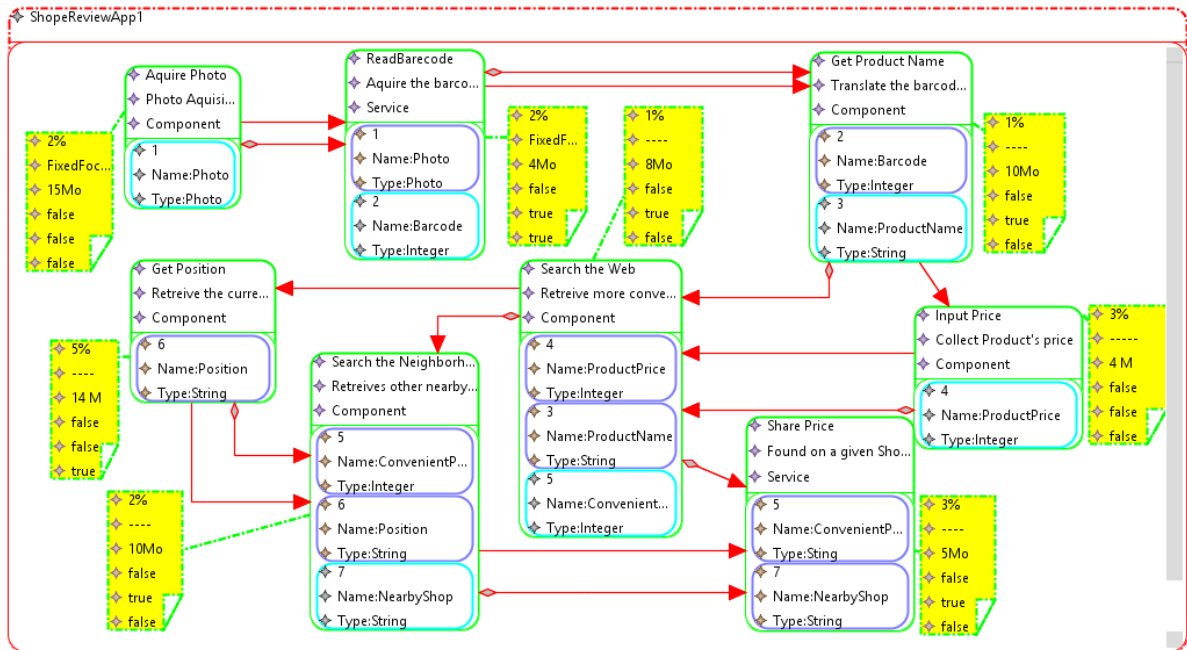 ShopeReviewApp1
Aquire Photo
Photo Aquisi...
Component
1
Name:Photo
Type:Photo
2%
FixedFoc...
15Mo
false
false
false
ReadBarecode
Aquire the barco...
Service
1
Name:Photo
Type:Photo
2
Name:Barcode
Type:Integer
2%
FixedF...
4Mo
false
true
true
1%
----
8Mo
false
true
false
Get Product Name
Translate the barcod...
Component
2
Name:Barcode
Type:Integer
3
Name:ProductName
Type:String
1%
----
10Mo
false
true
false
Get Position
Retreive the curre...
Component
6
Name:Position
Type:String
5%
----
14 M
false
false
true
Search the Neighborh...
Retreives other nearby...
Component
5
Name:ConvenientP...
Type:Integer
6
Name:Position
Type:String
7
Name:NearbyShop
Type:String
2%
----
10Mo
false
true
false
Search the Web
Retreive more conve...
Component
4
Name:ProductPrice
Type:Integer
3
Name:ProductName
Type:String
5
Name:Convenient...
Type:Integer
Input Price
Collect Product's price
Component
4
Name:ProductPrice
Type:Integer
3%
-----
4 M
false
false
false
Share Price
Found on a given Sho...
Service
5
Name:ConvenientP...
Type:Sting
7
Name:NearbyShop
Type:String
3%
----
5Mo
false
true
false